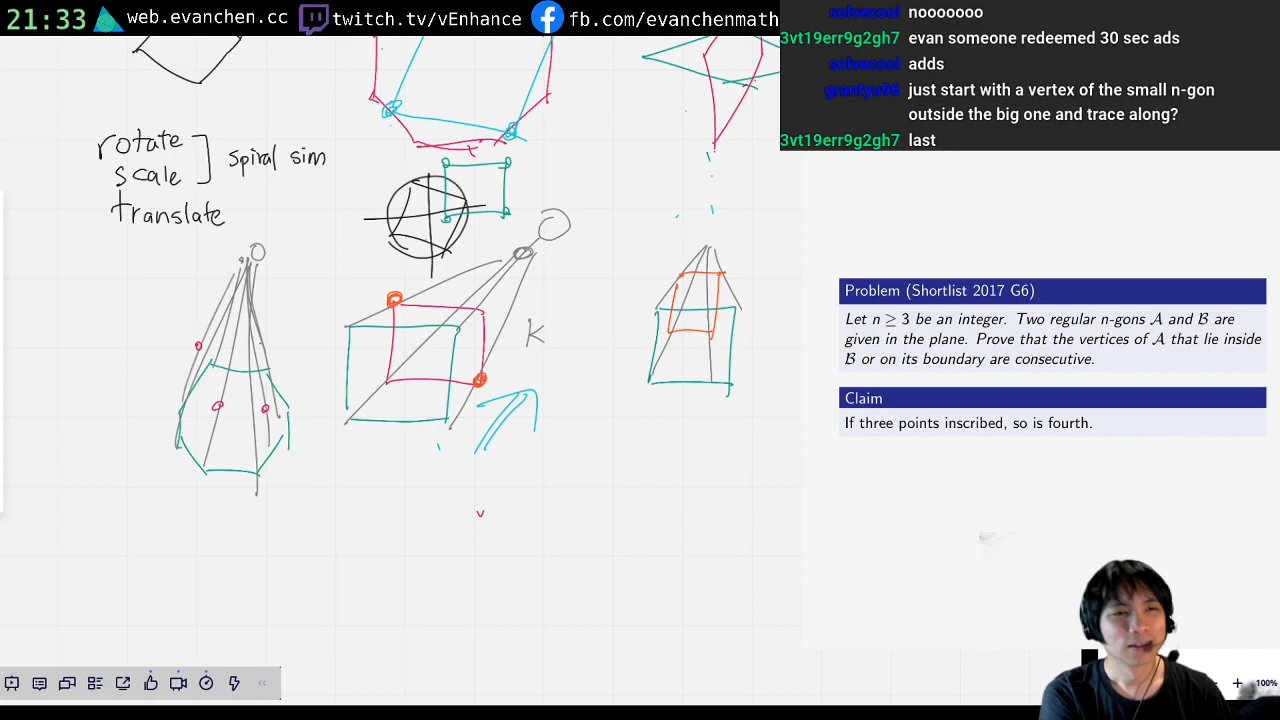 21:33 web.evanchen.cc twitch.tv/vEnhance fb.com/evanchenmath
solvecool nooooooo
3vt19err9g2gh7 evan someone redeemed 30 sec ads
solvecool adds
grantyu96 just start with a vertex of the small n-gon
outside the big one and trace along?
3vt19err9g2gh7 last
rotate
scale
spiral sim
translate
K
Problem (Shortlist 2017 G6)
Let n ≥ 3 be an integer. Two regular n-gons 𝒜 and ℬ are
given in the plane. Prove that the vertices of 𝒜 that lie inside
ℬ or on its boundary are consecutive.
Claim
If three points inscribed, so is fourth.
100%